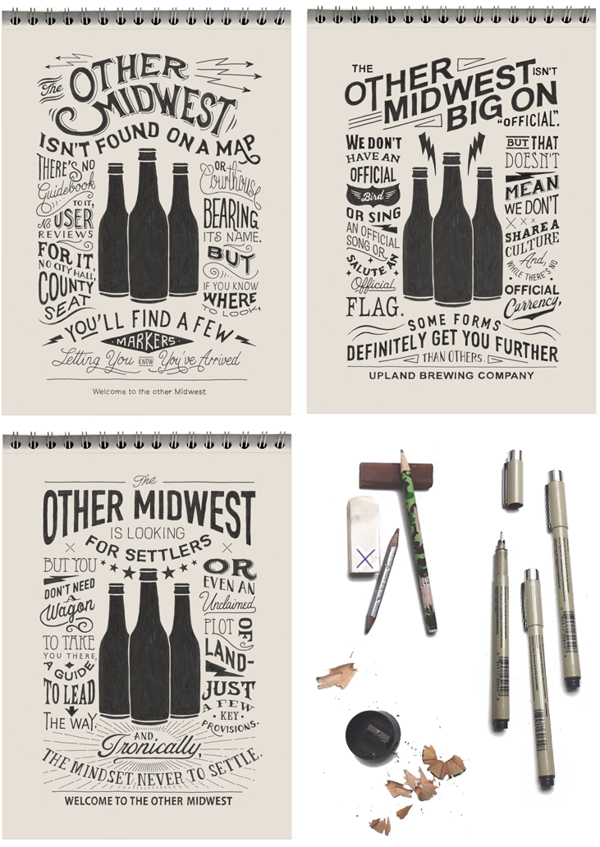 The
OTHER
MIDWEST
ISN'T FOUND ON A MAP
THERE'S NO
Guidebook
TO IT,
NO USER
REVIEWS
FOR IT,
NO CITY HALL,
COUNTY
SEAT
OR
Courthouse
BEARING
ITS NAME.
BUT
IF YOU KNOW
WHERE
TO LOOK,
YOU'LL FIND A FEW
MARKERS
Letting You KNOW You've Arrived
Welcome to the other Midwest
THE
OTHER
MIDWEST ISN'T
BIG ON
"OFFICIAL".
WE DON'T
HAVE AN
OFFICIAL
Bird
OR SING
AN OFFICIAL
SONG OR
SALUTE AN
Official
FLAG.
BUT THAT
DOESN'T
MEAN
WE DON'T
SHARE A
CULTURE
And,
WHILE THERE'S NO
OFFICIAL
Currency,
SOME FORMS
DEFINITELY GET YOU FURTHER
THAN OTHERS.
UPLAND BREWING COMPANY
The
OTHER MIDWEST
IS LOOKING
FOR SETTLERS
BUT YOU
DON'T NEED
A
Wagon
TO TAKE
YOU THERE,
A GUIDE
TO LEAD
THE WAY,
OR
EVEN AN
Unclaimed
PLOT OF
LAND-
JUST
A FEW
KEY
PROVISIONS.
AND,
Ironically,
THE MINDSET, NEVER TO SETTLE.
WELCOME TO THE OTHER MIDWEST